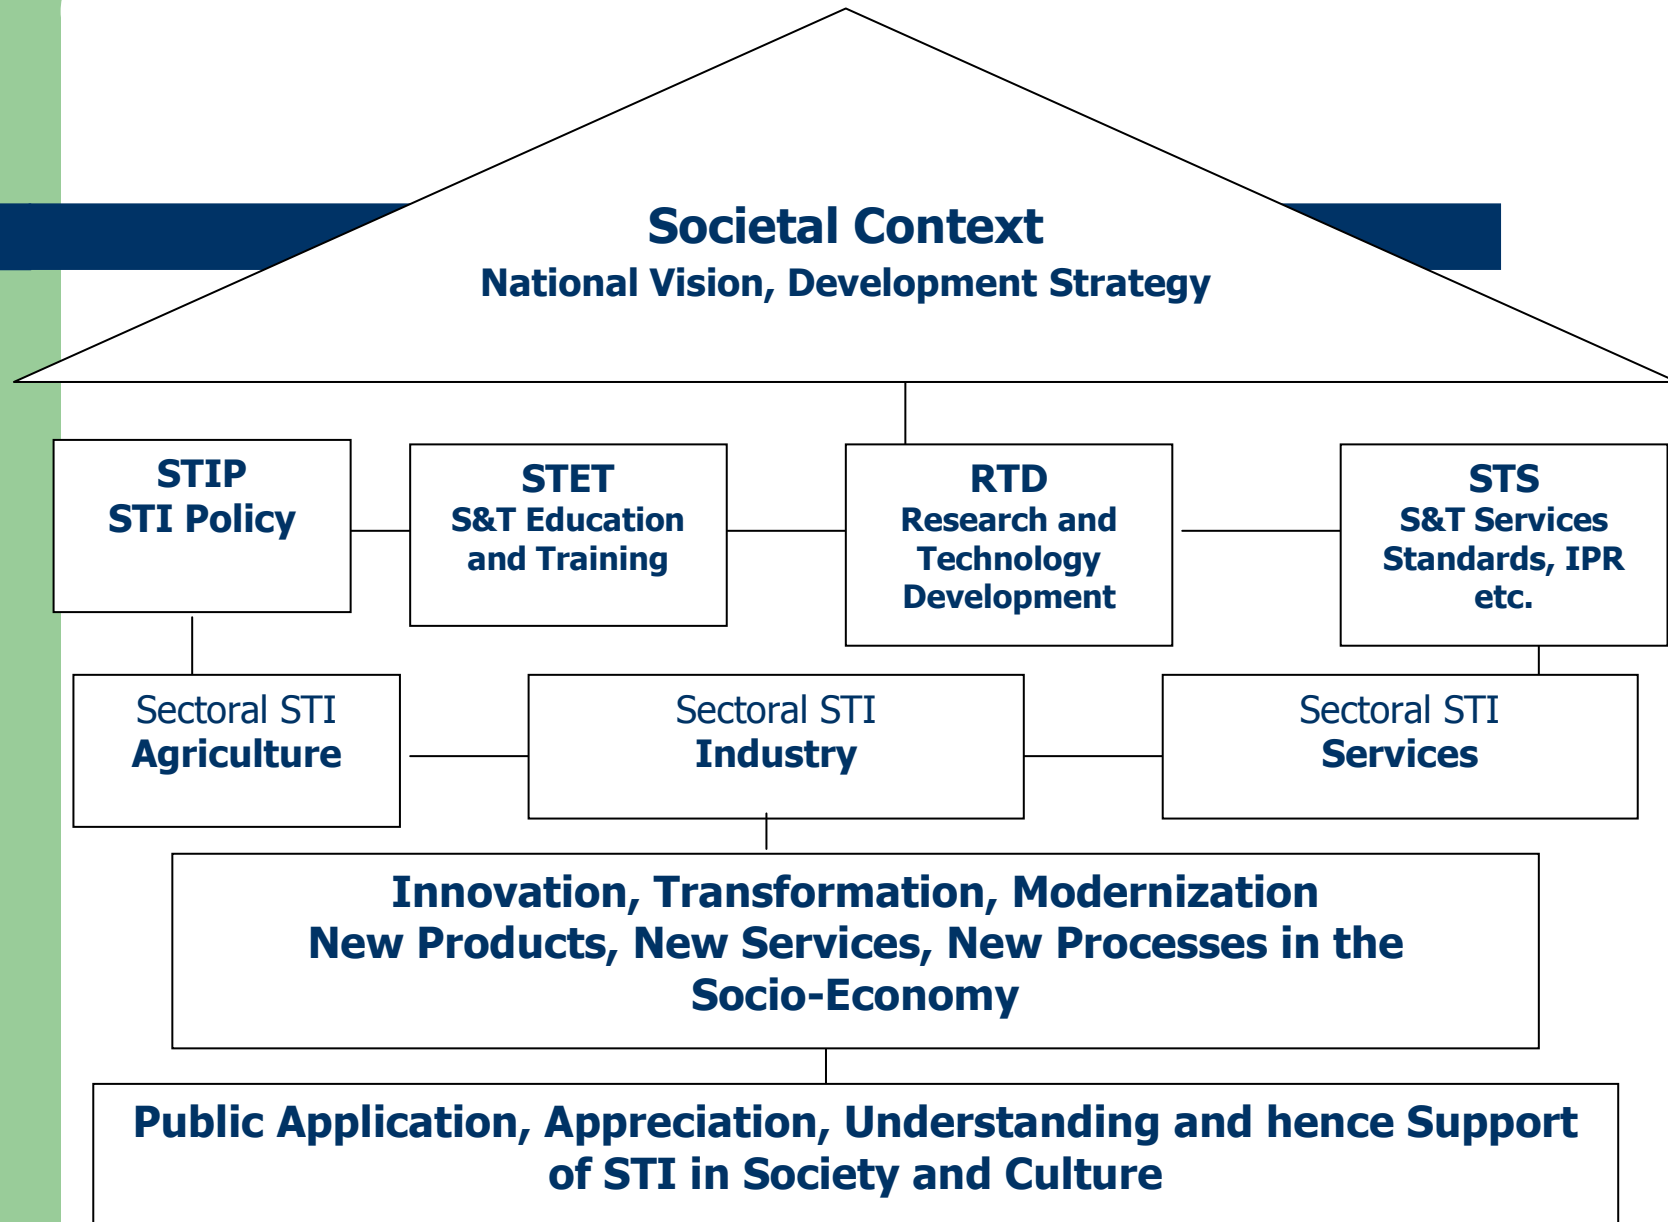 Societal Context
National Vision, Development Strategy
STIP
STI Policy
STET
S&T Education
and Training
RTD
Research and
Technology
Development
STS
S&T Services
Standards, IPR
etc.
Sectoral STI
Agriculture
Sectoral STI
Industry
Sectoral STI
Services
Innovation, Transformation, Modernization
New Products, New Services, New Processes in the
Socio-Economy
Public Application, Appreciation, Understanding and hence Support
of STI in Society and Culture